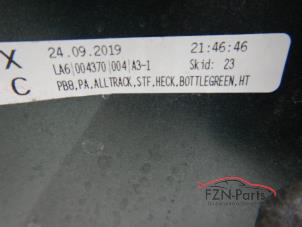 X 24.09.2019 21:46:46
LA6|004370|004|A3-1 Skid: 23
C PB8,PA,ALLTRACK,STF,HECK,BOTTLEGREEN,HT
FZN-Parts